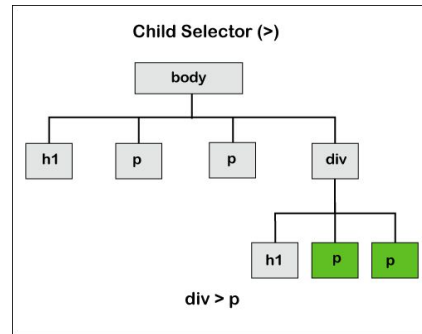 Child Selector (>)
body
h1 p p div
h1 p p
div > p